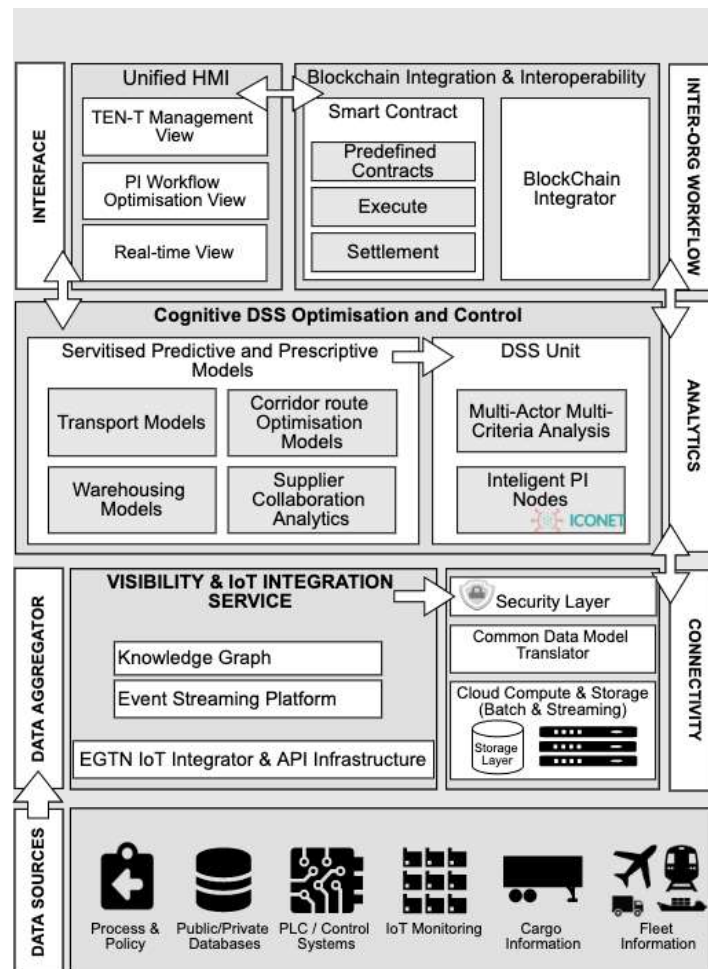 INTERFACE
Unified HMI
TEN-T Management
View
PI Workflow
Optimisation View
Real-time View
Blockchain Integration & Interoperability
Smart Contract
Predefined
Contracts
Execute
Settlement
BlockChain
Integrator
INTER-ORG WORKFLOW
Cognitive DSS Optimisation and Control
Servitised Predictive and Prescriptive
Models
Transport Models
Corridor route
Optimisation
Models
Warehousing
Models
Supplier
Collaboration
Analytics
DSS Unit
Multi-Actor Multi-
Criteria Analysis
Inteligent PI
Nodes
ICONET
ANALYTICS
DATA AGGREGATOR
VISIBILITY & IoT INTEGRATION
SERVICE
Knowledge Graph
Event Streaming Platform
EGTN IoT Integrator & API Infrastructure
Security Layer
Common Data Model
Translator
Cloud Compute & Storage
(Batch & Streaming)
Storage
Layer
CONNECTIVITY
DATA SOURCES
Process &
Policy
Public/Private
Databases
PLC / Control
Systems
IoT Monitoring
Cargo
Information
Fleet
Information